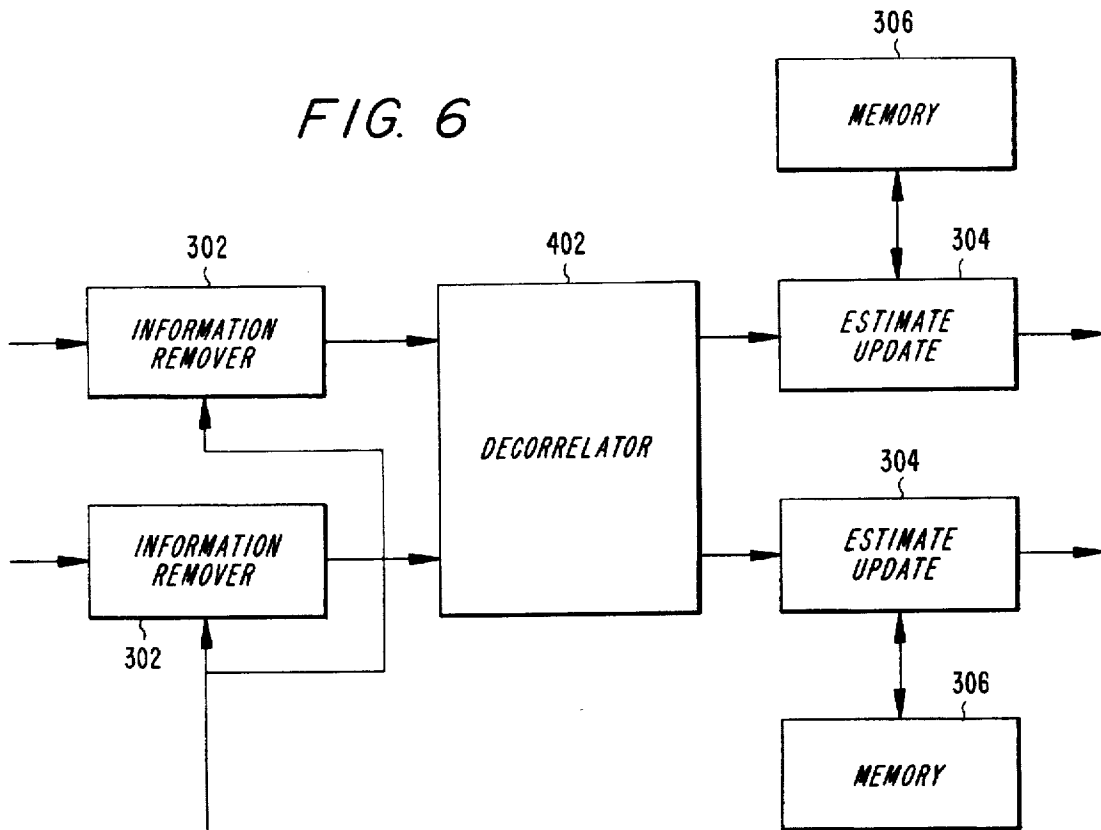 306
MEMORY
FIG. 6
302
402
304
INFORMATION
REMOVER
ESTIMATE
UPDATE
DECORRELATOR
304
INFORMATION
REMOVER
ESTIMATE
UPDATE
302
306
MEMORY